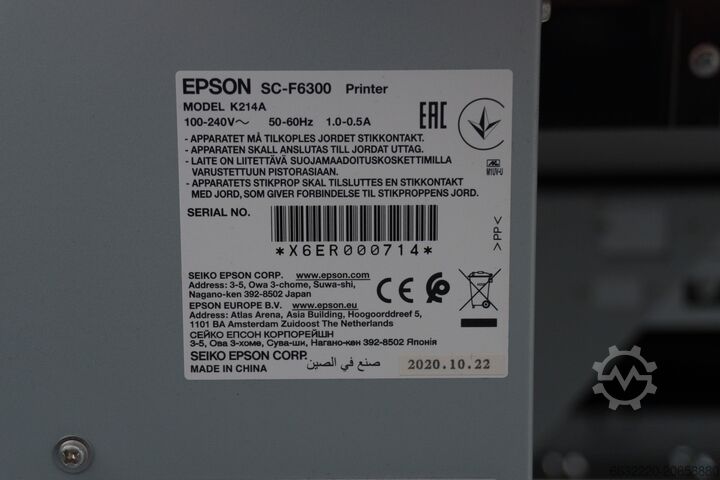 EPSON SC-F6300 Printer
MODEL K214A
100-240V～ 50-60Hz 1.0-0.5A
- APPARATET MÅ TILKOPLES JORDET STIKKONTAKT.
- APPARATEN SKALL ANSLUTAS TILL JORDAT UTTAG.
- LAITE ON LIITETTÄVÄ SUOJAMAADOITUKOSKETTIMILLA
VARUSTETTUUN PISTORASIAAN.
- APPARATETS STIKPROP SKAL TILSLUTTES EN STIKKONTAKT
MED JORD, SOM GIVER FORBINDELSE TIL STIKPROPPENS JORD.
EAC
M1UV-U
SERIAL NO.
*X6ER000714*
>PP<
SEIKO EPSON CORP. www.epson.com
Address: 3-5, Owa 3-chome, Suwa-shi,
Nagano-ken 392-8502 Japan
EPSON EUROPE B.V. www.epson.eu
Address: Atlas Arena, Asia Building, Hoogoorddreef 5,
1101 BA Amsterdam Zuidoost The Netherlands
СЕЙКО ЕПСОН КОРПОРЕЙШН
3-5, Ова 3-хоме, Сува-ши, Нагано-кен 392-8502 Японія
SEIKO EPSON CORP.
MADE IN CHINA صنع في الصين
2020.10.22
CE